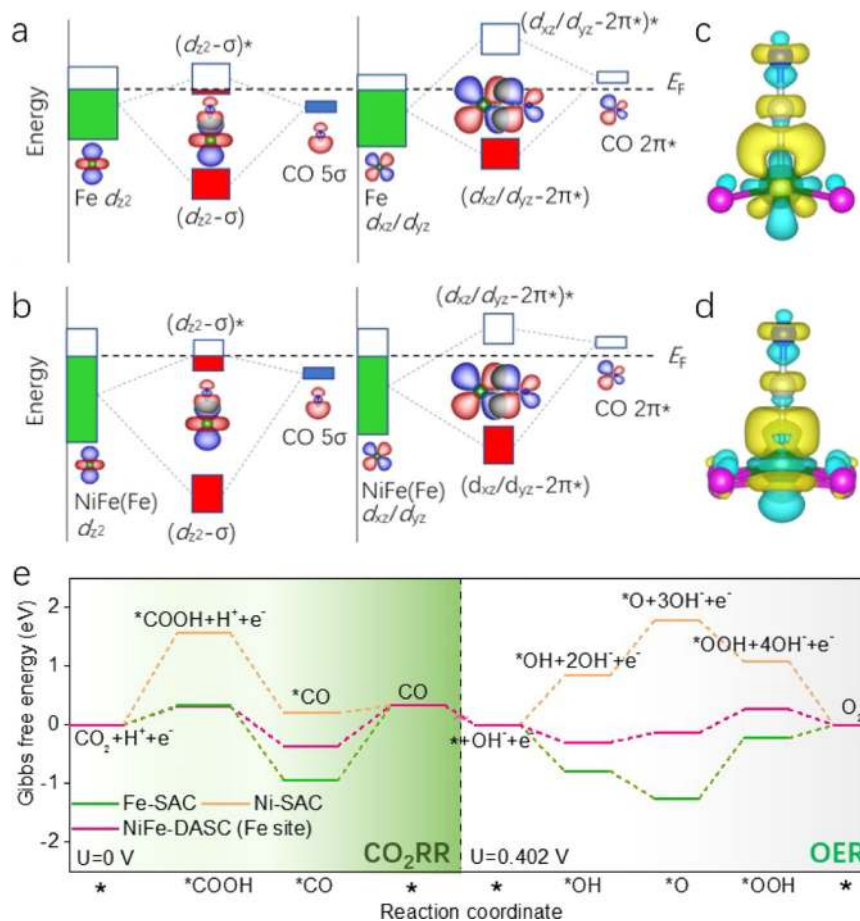 a
Energy
(dz2-σ)*
Fe dz2
(dz2-σ)
CO 5σ
(dxz/dyz-2π*)*
EF
Fe
dxz/dyz
(dxz/dyz-2π*)
CO 2π*
c
b
Energy
(dz2-σ)*
NiFe(Fe)
dz2
(dz2-σ)
CO 5σ
(dxz/dyz-2π*)*
EF
NiFe(Fe)
dxz/dyz
(dxz/dyz-2π*)
CO 2π*
d
e
Gibbs free energy (eV)
2
1
0
-1
-2
*COOH+H⁺+e⁻
*CO
CO
CO₂+H⁺+e⁻
*+OH⁻+e⁻
*OH+2OH⁻+e⁻
*O+3OH⁻+e⁻
*OOH+4OH⁻+e⁻
O₂
Fe-SAC
Ni-SAC
NiFe-DASC (Fe site)
U=0 V
CO₂RR
U=0.402 V
OER
* *COOH *CO * * *OH *O *OOH *
Reaction coordinate